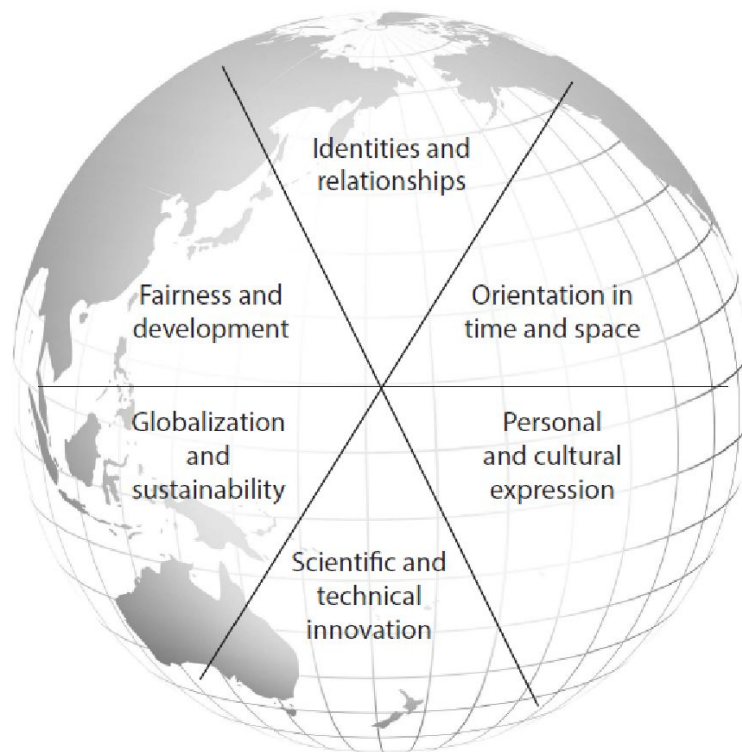 Identities and
relationships
Fairness and
development
Orientation in
time and space
Globalization
and
sustainability
Personal
and cultural
expression
Scientific and
technical
innovation